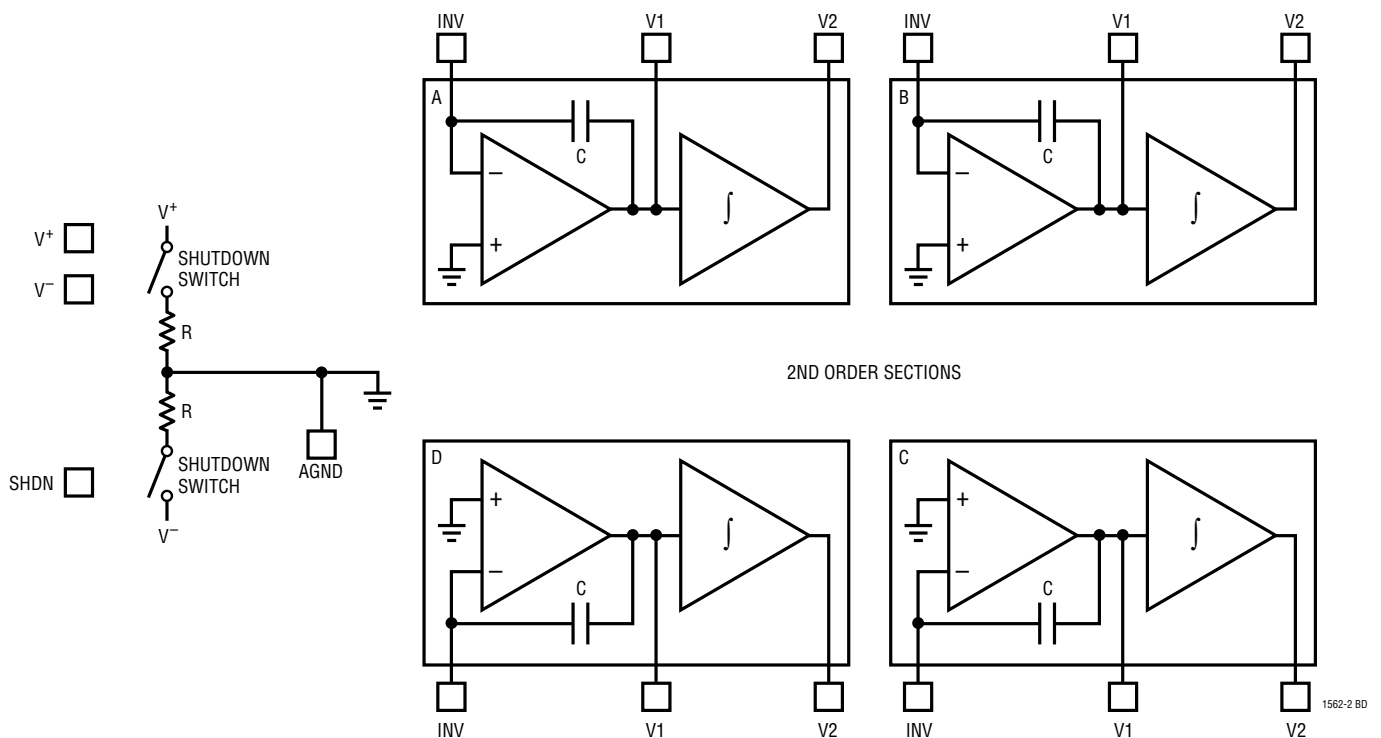 INV V1 V2 INV V1 V2
A B
C C
− −
∫ ∫
+ +
V+
V+
SHUTDOWN
SWITCH
V−
R
2ND ORDER SECTIONS
R
D C
SHUTDOWN
SWITCH
AGND
SHDN
V−
+ +
∫ ∫
− −
C C
INV V1 V2 INV V1 V2
1562-2 BD